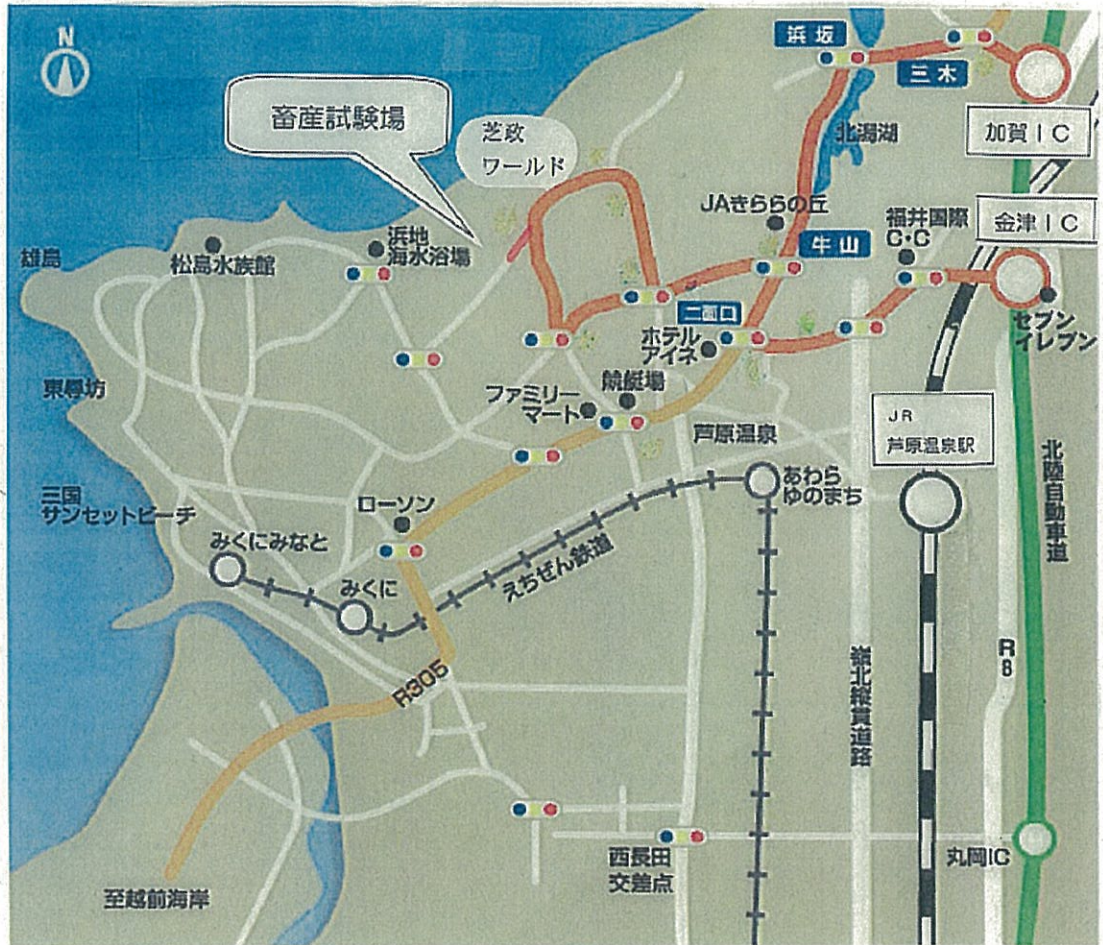 N
浜坂
三木
加賀IC
畜産試験場
芝政
ワールド
北潟湖
JAきららの丘
福井国際
C・C
金津IC
牛山
雄島
松島水族館
浜地
海水浴場
二面口
ホテル
アイネ
セブン
イレブン
東尋坊
ファミリー
マート
競艇場
芦原温泉
JR
芦原温泉駅
北陸自動車道
三国
サンセットビーチ
ローソン
あわら
ゆのまち
みくにみなと
みくに
えちぜん鉄道
R305
嶺北縦貫道路
R8
西長田
交差点
丸岡IC
至越前海岸